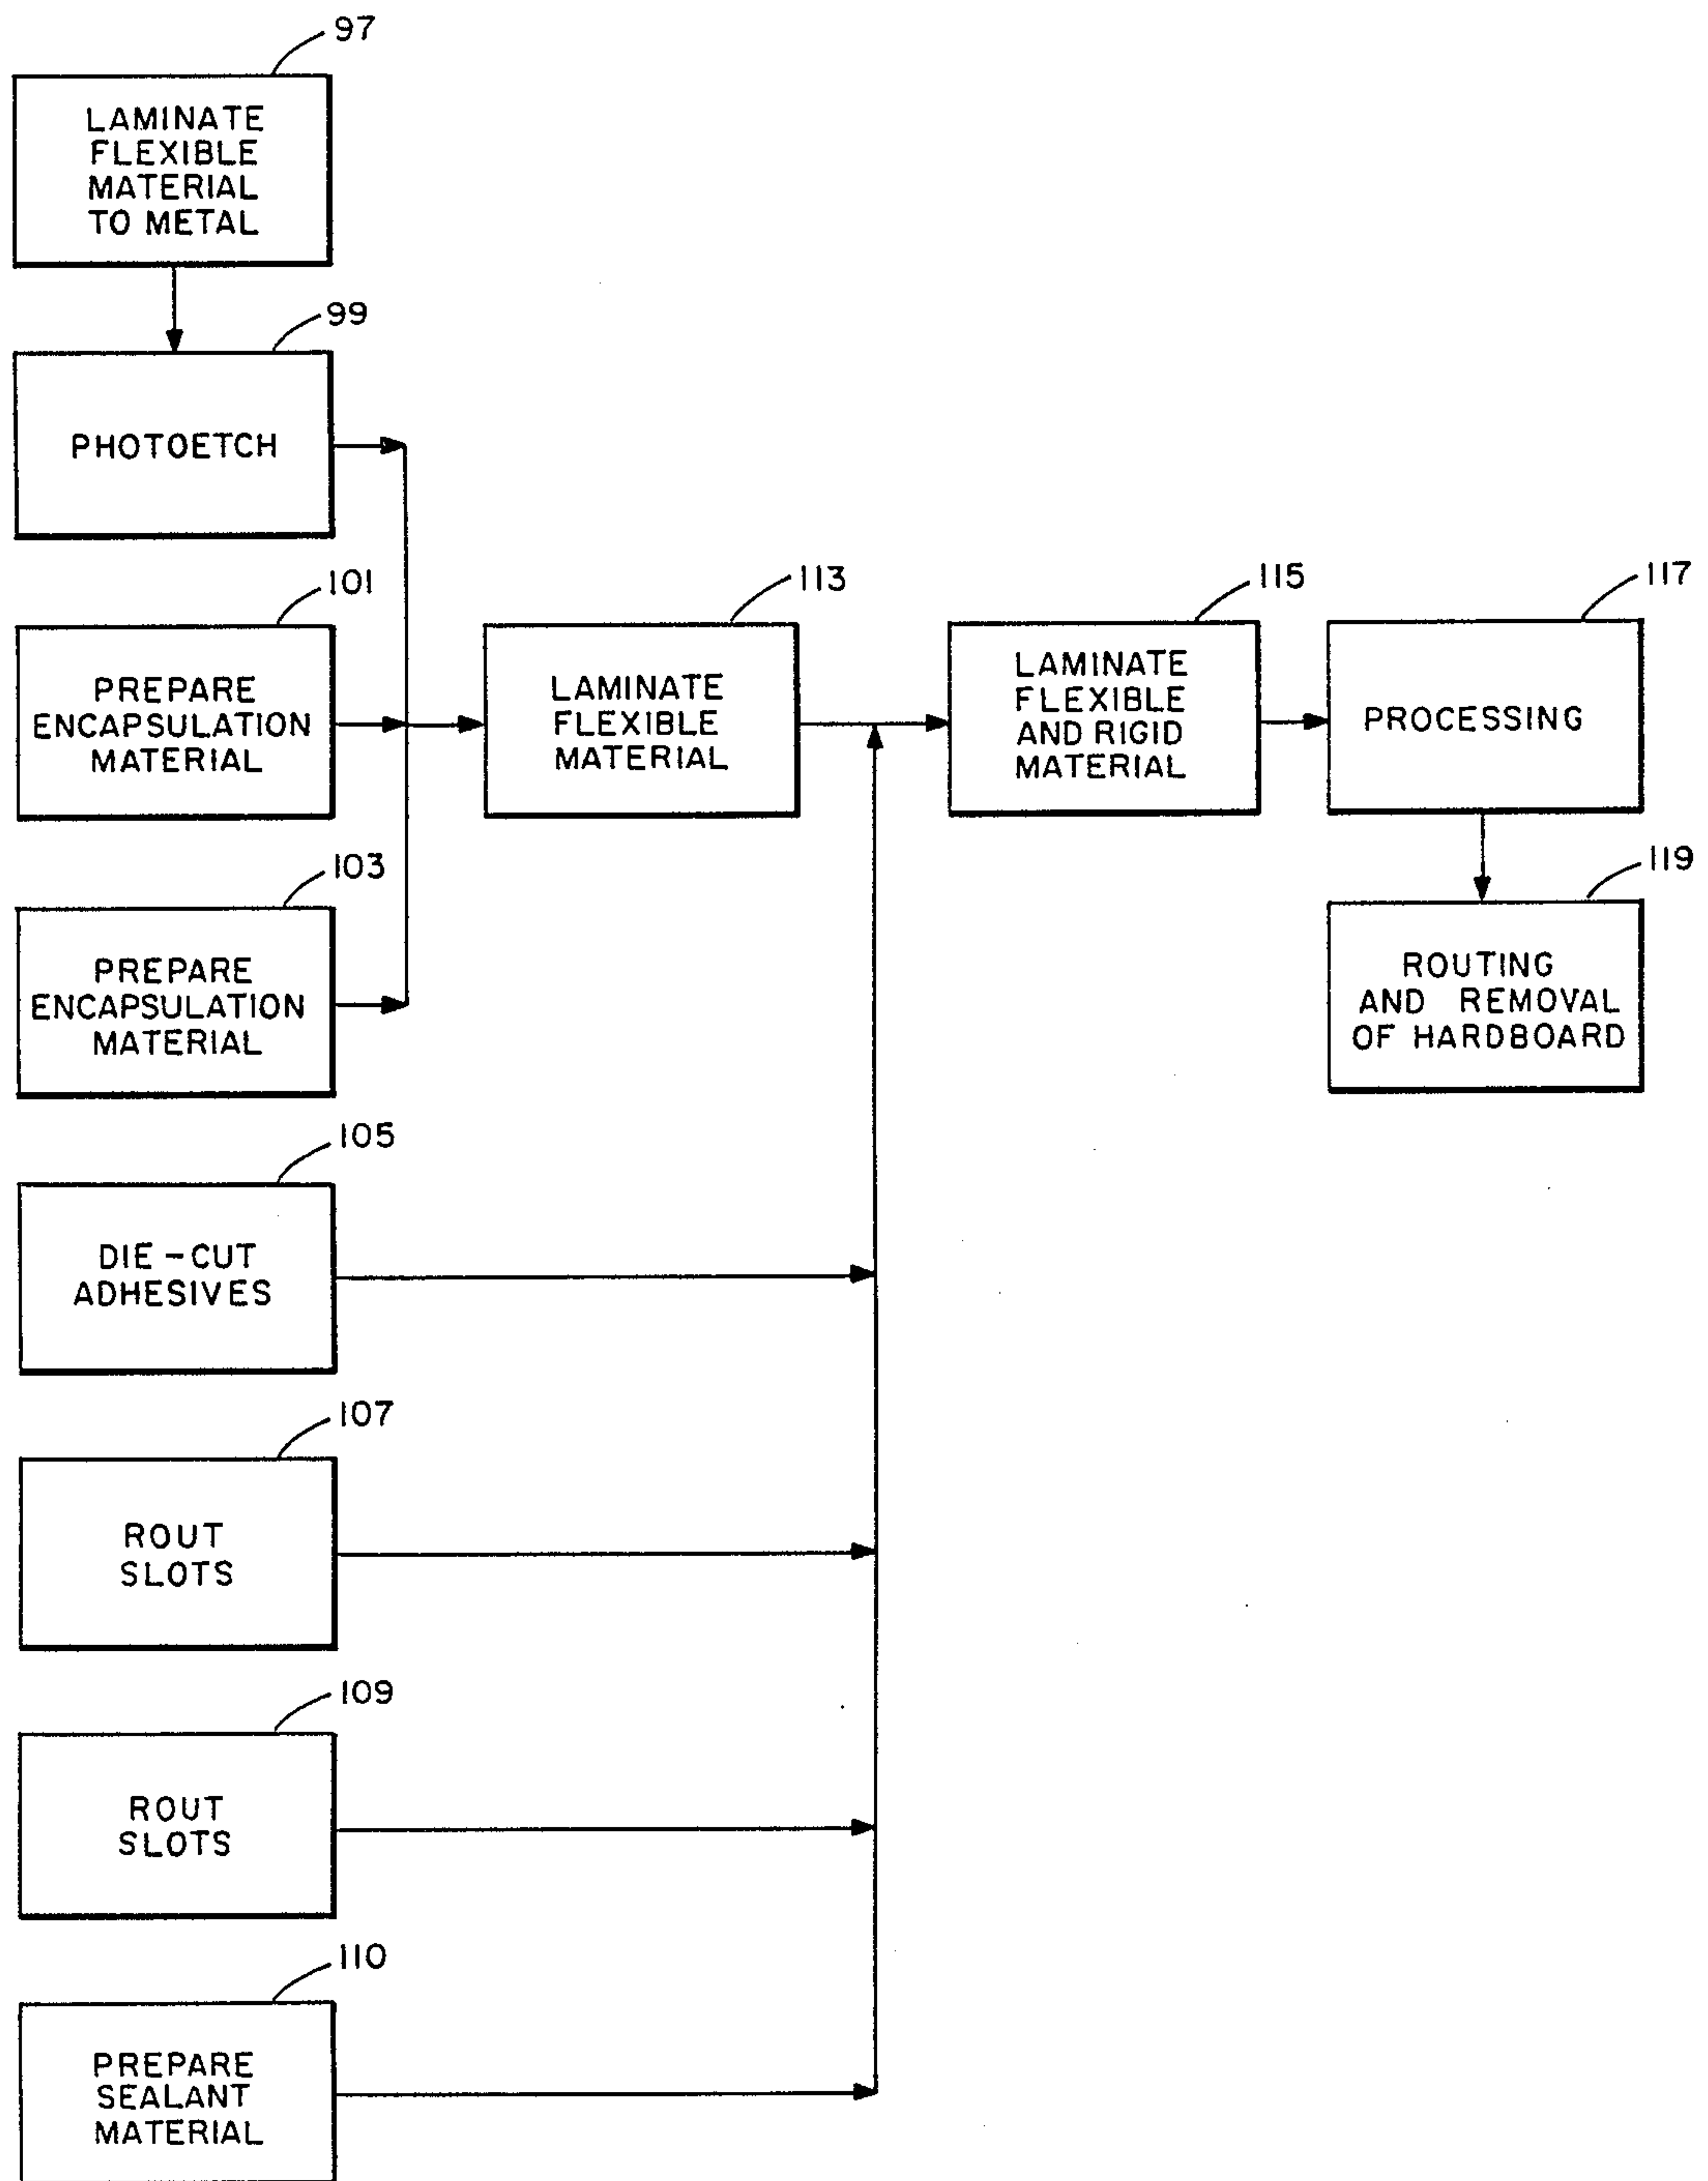 97
LAMINATE
FLEXIBLE
MATERIAL
TO METAL
99
PHOTOETCH
101
PREPARE
ENCAPSULATION
MATERIAL
103
PREPARE
ENCAPSULATION
MATERIAL
105
DIE-CUT
ADHESIVES
107
ROUT
SLOTS
109
ROUT
SLOTS
110
PREPARE
SEALANT
MATERIAL
113
LAMINATE
FLEXIBLE
MATERIAL
115
LAMINATE
FLEXIBLE
AND RIGID
MATERIAL
117
PROCESSING
119
ROUTING
AND REMOVAL
OF HARDBOARD